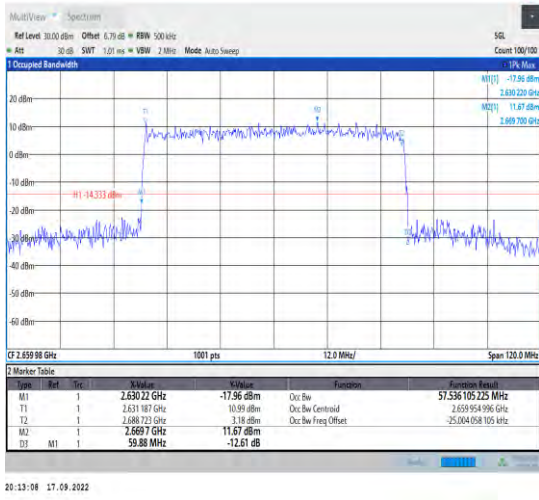 MultiView Spectrum
Ref Level 30.00 dBm Offset 6.79 dB RBW 500 kHz SGL
Att 30 dB SWT 1.01 ms VBW 2 MHz Mode Auto Sweep Count 100/100
1 Occupied Bandwidth 1Pk Max
M1[1] -17.96 dBm
2.630 220 GHz
20 dBm M2[1] 11.67 dBm
2.669 700 GHz
T1
M2
10 dBm
0 dBm
-10 dBm
H1 -14.333 dBm
-20 dBm
-30 dBm
-40 dBm
-50 dBm
-60 dBm
CF 2.659 98 GHz 1001 pts 12.0 MHz/ Span 120.0 MHz
2 Marker Table
Type Ref Trc X-Value Y-Value Function Function Result
M1 1 2.630 22 GHz -17.96 dBm Occ Bw 57.536 105 225 MHz
T1 1 2.631 187 GHz 10.99 dBm Occ Bw Centroid 2.659 954 996 GHz
T2 1 2.688 723 GHz 3.18 dBm Occ Bw Freq Offset -25.004 058 105 kHz
M2 1 2.669 7 GHz 11.67 dBm
D3 M1 1 59.88 MHz -12.61 dB
20:13:08 17.09.2022